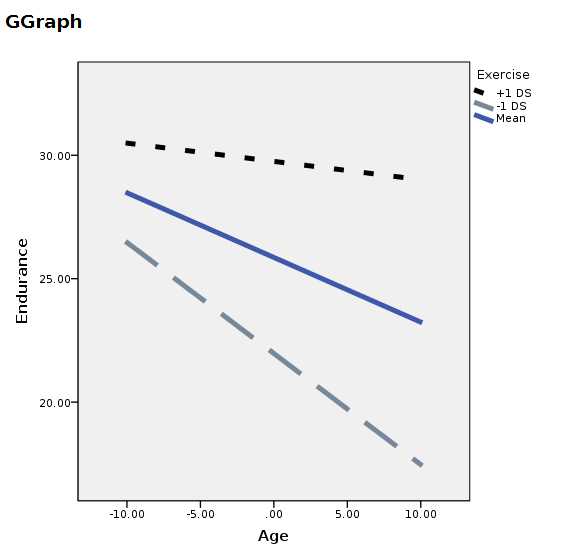 GGraph
Exercise
+1 DS
-1 DS
Mean
30.00
25.00
20.00
Endurance
-10.00 -5.00 .00 5.00 10.00
Age